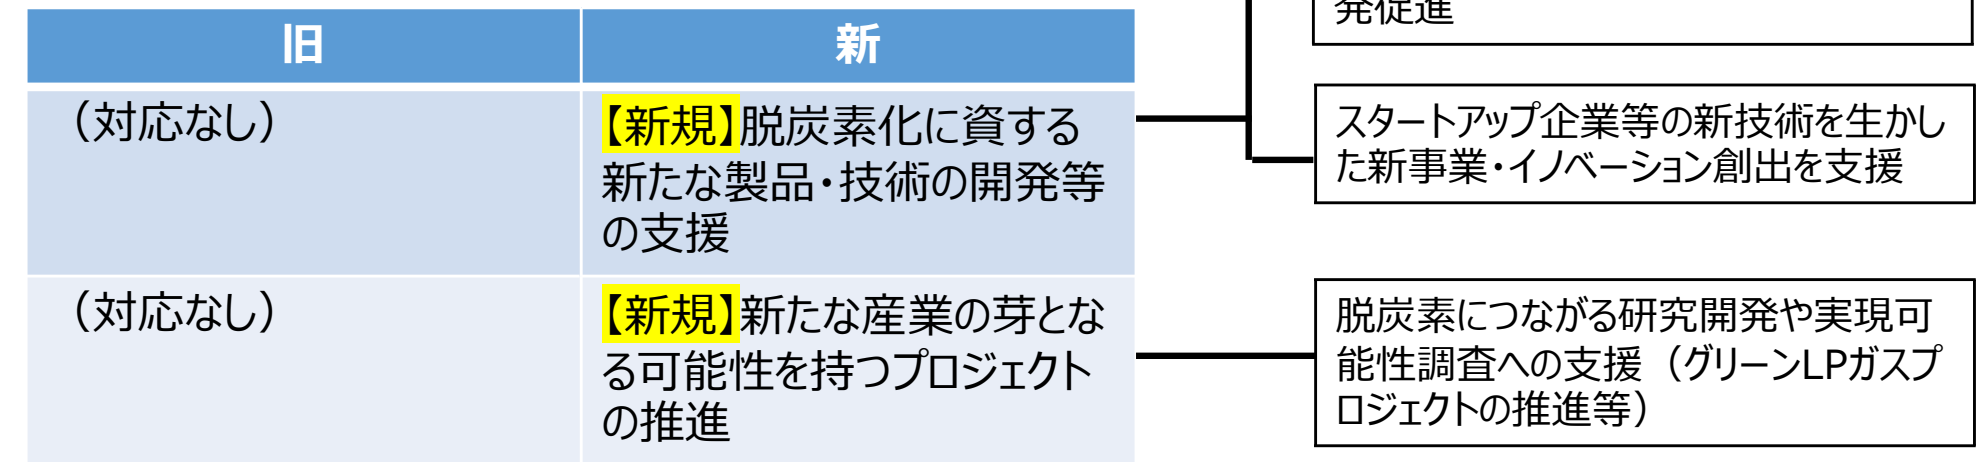 旧
新
（対応なし）
【新規】脱炭素化に資する
新たな製品・技術の開発等
の支援
（対応なし）
【新規】新たな産業の芽とな
る可能性を持つプロジェクト
の推進
発促進
スタートアップ企業等の新技術を生かし
た新事業・イノベーション創出を支援
脱炭素につながる研究開発や実現可
能性調査への支援（グリーンLPガスプ
ロジェクトの推進等）